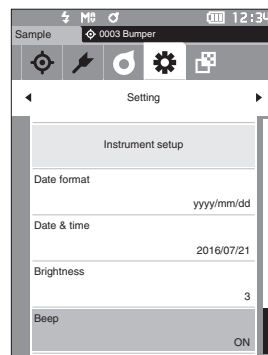 12:34
Sample 0003 Bumper
Setting
Instrument setup
Date format
yyyy/mm/dd
Date & time
2016/07/21
Brightness
3
Beep
ON